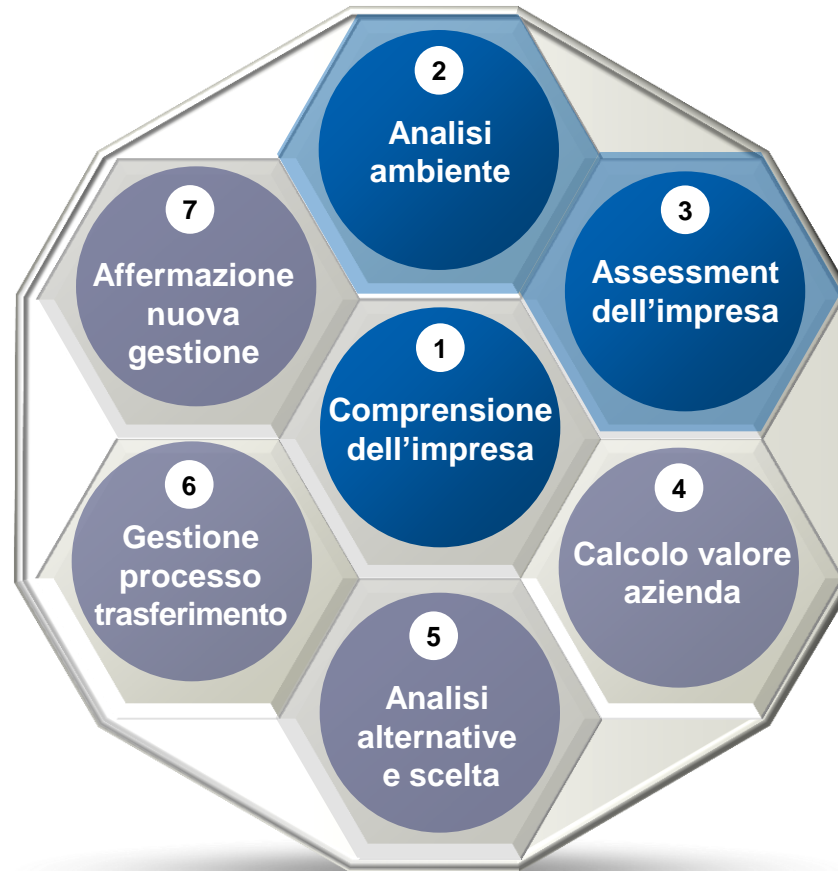 2
Analisi
ambiente
7
Affermazione
nuova
gestione
3
Assessment
dell’impresa
1
Comprensione
dell’impresa
6
Gestione
processo
trasferimento
4
Calcolo valore
azienda
5
Analisi
alternative
e scelta